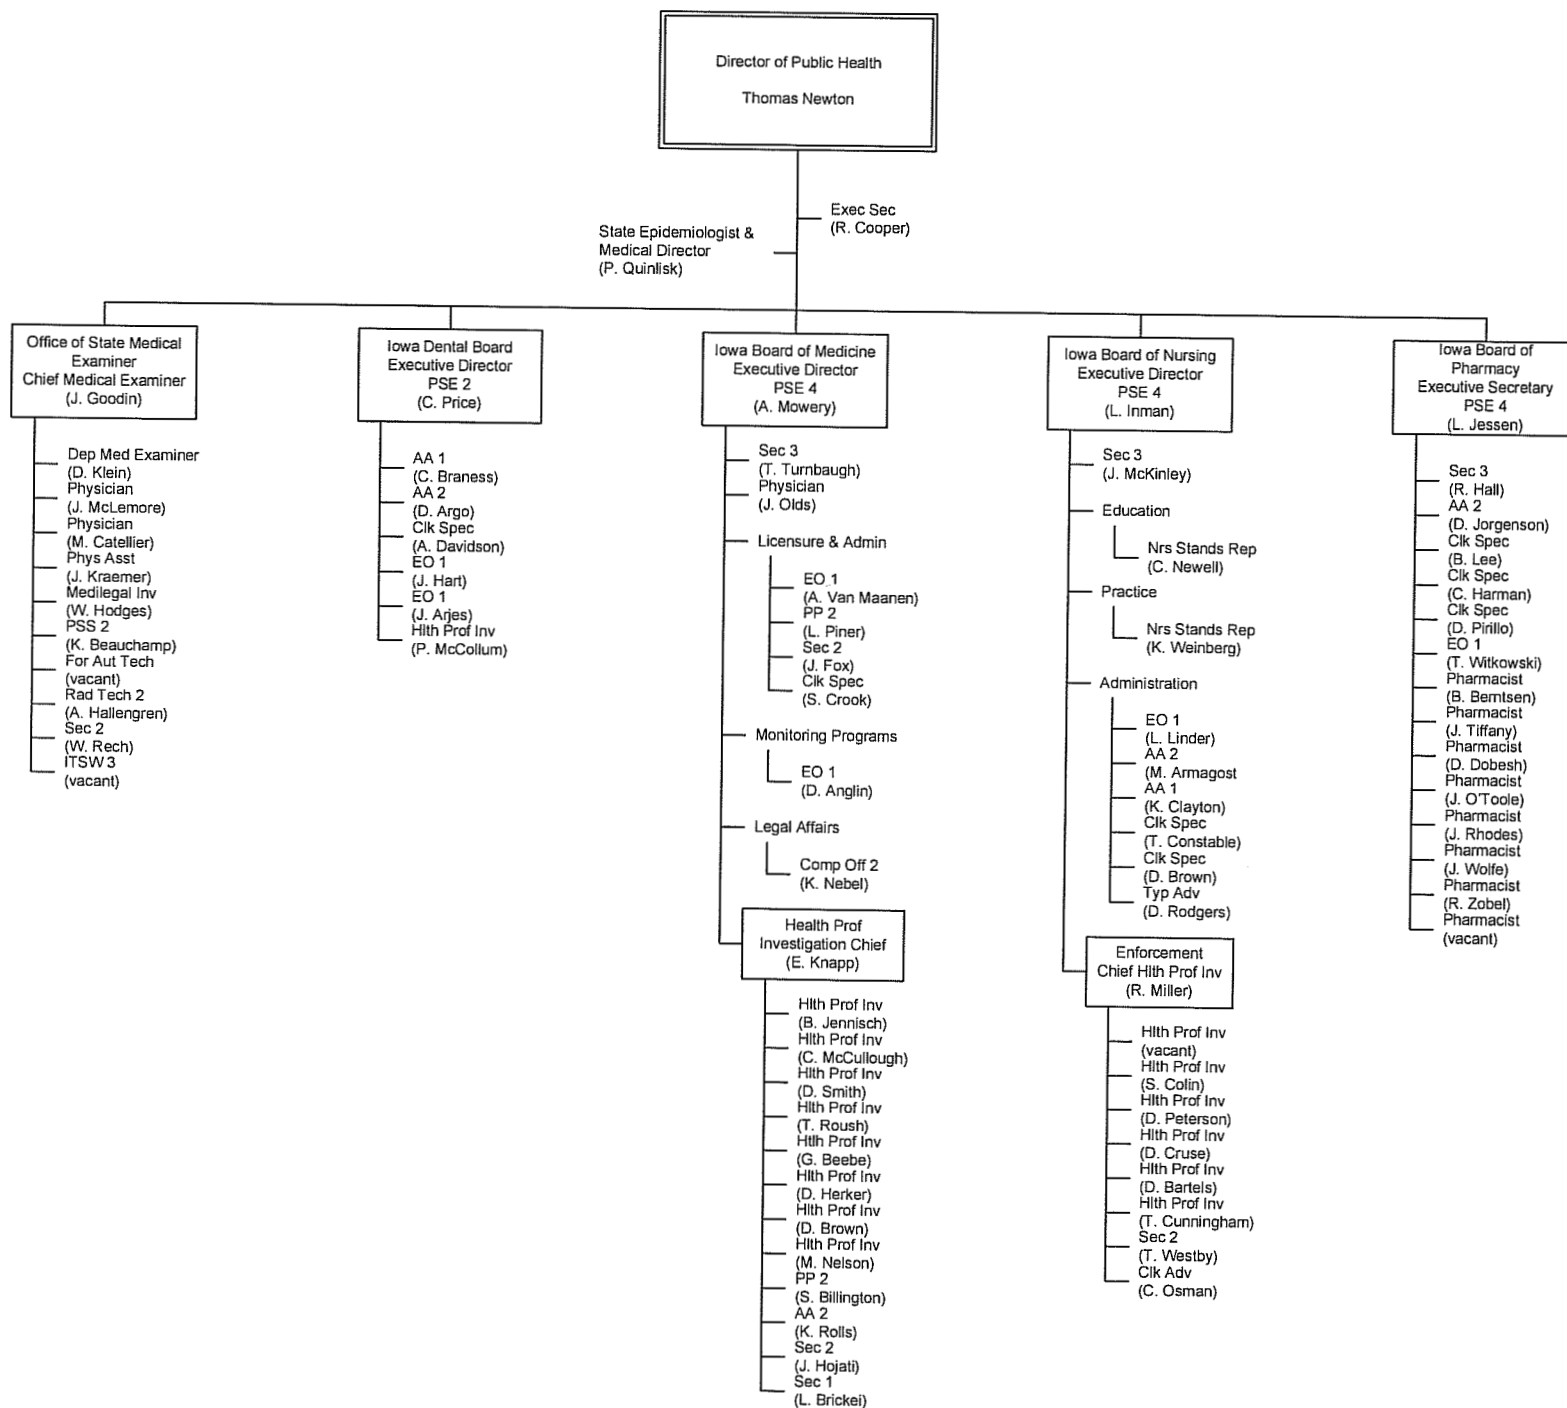 Director of Public Health
Thomas Newton
Exec Sec
(R. Cooper)
State Epidemiologist &
Medical Director
(P. Quinlisk)
Office of State Medical
Examiner
Chief Medical Examiner
(J. Goodin)
Dep Med Examiner
(D. Klein)
Physician
(J. McLemore)
Physician
(M. Catellier)
Phys Asst
(J. Kraemer)
Medilegal Inv
(W. Hodges)
PSS 2
(K. Beauchamp)
For Aut Tech
(vacant)
Rad Tech 2
(A. Hallengren)
Sec 2
(W. Rech)
ITSW 3
(vacant)
Iowa Dental Board
Executive Director
PSE 2
(C. Price)
AA 1
(C. Braness)
AA 2
(D. Argo)
Clk Spec
(A. Davidson)
EO 1
(J. Hart)
EO 1
(J. Arjes)
Hlth Prof Inv
(P. McCollum)
Iowa Board of Medicine
Executive Director
PSE 4
(A. Mowery)
Sec 3
(T. Turnbaugh)
Physician
(J. Olds)
Licensure & Admin
EO 1
(A. Van Maanen)
PP 2
(L. Piner)
Sec 2
(J. Fox)
Clk Spec
(S. Crook)
Monitoring Programs
EO 1
(D. Anglin)
Legal Affairs
Comp Off 2
(K. Nebel)
Health Prof
Investigation Chief
(E. Knapp)
Hlth Prof Inv
(B. Jennisch)
Hlth Prof Inv
(C. McCullough)
Hlth Prof Inv
(D. Smith)
Hlth Prof Inv
(T. Roush)
Htlh Prof Inv
(G. Beebe)
Hlth Prof Inv
(D. Herker)
Hlth Prof Inv
(D. Brown)
Hlth Prof Inv
(M. Nelson)
PP 2
(S. Billington)
AA 2
(K. Rolls)
Sec 2
(J. Hojati)
Sec 1
(L. Brickei)
Iowa Board of Nursing
Executive Director
PSE 4
(L. Inman)
Sec 3
(J. McKinley)
Education
Nrs Stands Rep
(C. Newell)
Practice
Nrs Stands Rep
(K. Weinberg)
Administration
EO 1
(L. Linder)
AA 2
(M. Armagost
AA 1
(K. Clayton)
Clk Spec
(T. Constable)
Clk Spec
(D. Brown)
Typ Adv
(D. Rodgers)
Enforcement
Chief Hlth Prof Inv
(R. Miller)
Hlth Prof Inv
(vacant)
Hlth Prof Inv
(S. Colin)
Hlth Prof Inv
(D. Peterson)
Hlth Prof Inv
(D. Cruse)
Hlth Prof Inv
(D. Bartels)
Hlth Prof Inv
(T. Cunningham)
Sec 2
(T. Westby)
Clk Adv
(C. Osman)
Iowa Board of
Pharmacy
Executive Secretary
PSE 4
(L. Jessen)
Sec 3
(R. Hall)
AA 2
(D. Jorgenson)
Clk Spec
(B. Lee)
Clk Spec
(C. Harman)
Clk Spec
(D. Pirillo)
EO 1
(T. Witkowski)
Pharmacist
(B. Berntsen)
Pharmacist
(J. Tiffany)
Pharmacist
(D. Dobesh)
Pharmacist
(J. O'Toole)
Pharmacist
(J. Rhodes)
Pharmacist
(J. Wolfe)
Pharmacist
(R. Zobel)
Pharmacist
(vacant)